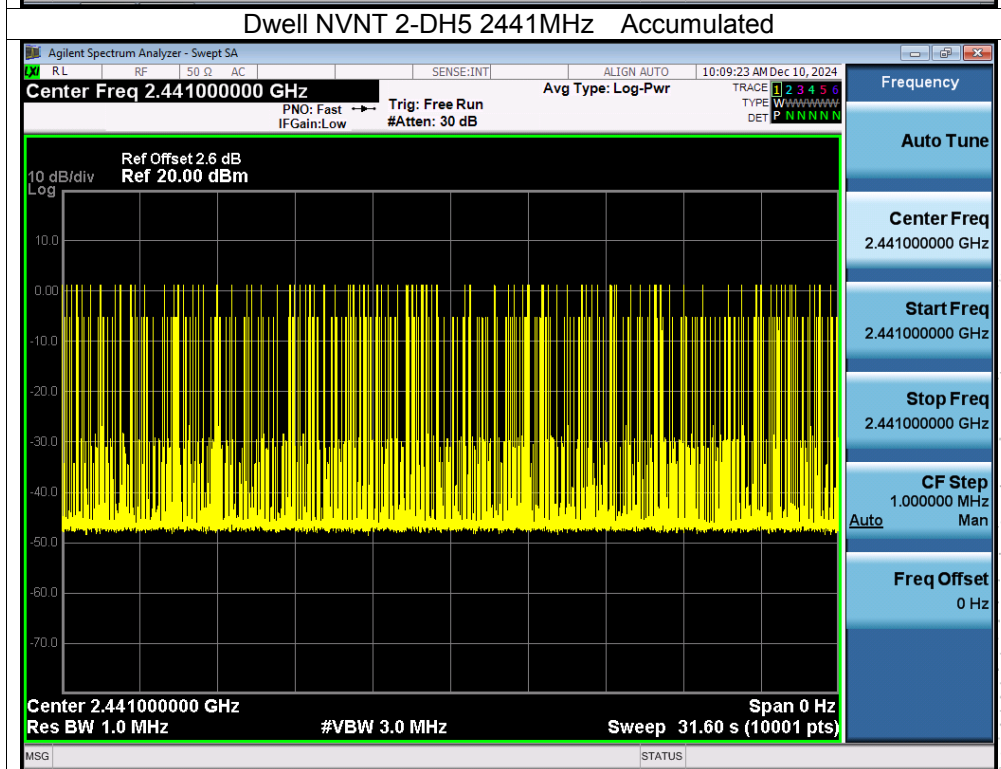 Dwell NVNT 2-DH5 2441MHz Accumulated
Agilent Spectrum Analyzer - Swept SA
LXI RL RF 50 Ω AC SENSE:INT ALIGN AUTO 10:09:23 AM Dec 10, 2024
Center Freq 2.441000000 GHz
PNO: Fast
IFGain:Low
Trig: Free Run
#Atten: 30 dB
Avg Type: Log-Pwr
TRACE 1 2 3 4 5 6
TYPE W WWWWW
DET P N N N N N
Frequency
Ref Offset 2.6 dB
10 dB/div Ref 20.00 dBm
Log
10.0
0.00
-10.0
-20.0
-30.0
-40.0
-50.0
-60.0
-70.0
Center 2.441000000 GHz Span 0 Hz
Res BW 1.0 MHz #VBW 3.0 MHz Sweep 31.60 s (10001 pts)
Auto Tune
Center Freq
2.441000000 GHz
Start Freq
2.441000000 GHz
Stop Freq
2.441000000 GHz
CF Step
1.000000 MHz
Auto Man
Freq Offset
0 Hz
MSG STATUS